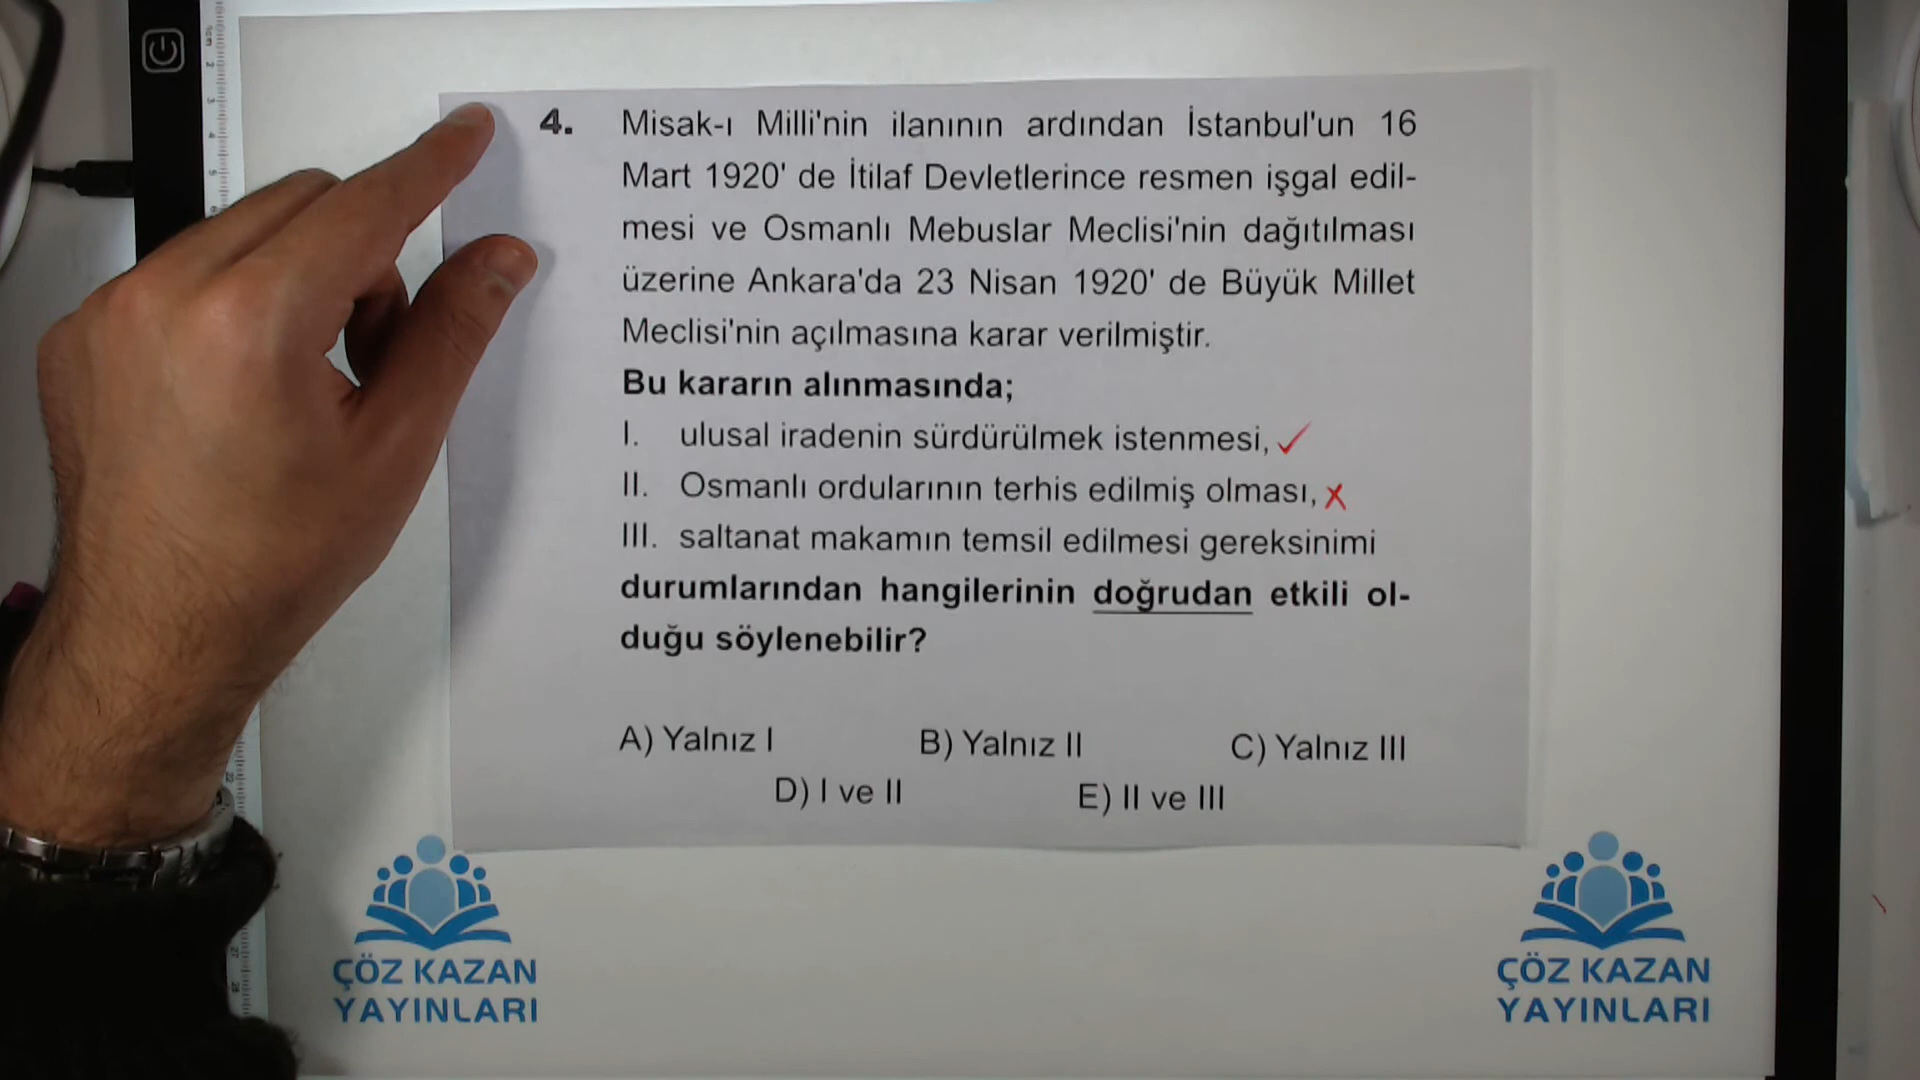 4. Misak-ı Milli'nin ilanının ardından İstanbul'un 16
Mart 1920' de İtilaf Devletlerince resmen işgal edil-
mesi ve Osmanlı Mebuslar Meclisi'nin dağıtılması
üzerine Ankara'da 23 Nisan 1920' de Büyük Millet
Meclisi'nin açılmasına karar verilmiştir.
Bu kararın alınmasında;
I. ulusal iradenin sürdürülmek istenmesi,
II. Osmanlı ordularının terhis edilmiş olması,
III. saltanat makamın temsil edilmesi gereksinimi
durumlarından hangilerinin doğrudan etkili ol-
duğu söylenebilir?
A) Yalnız I B) Yalnız II C) Yalnız III
D) I ve II E) II ve III
ÇÖZ KAZAN
YAYINLARI
ÇÖZ KAZAN
YAYINLARI